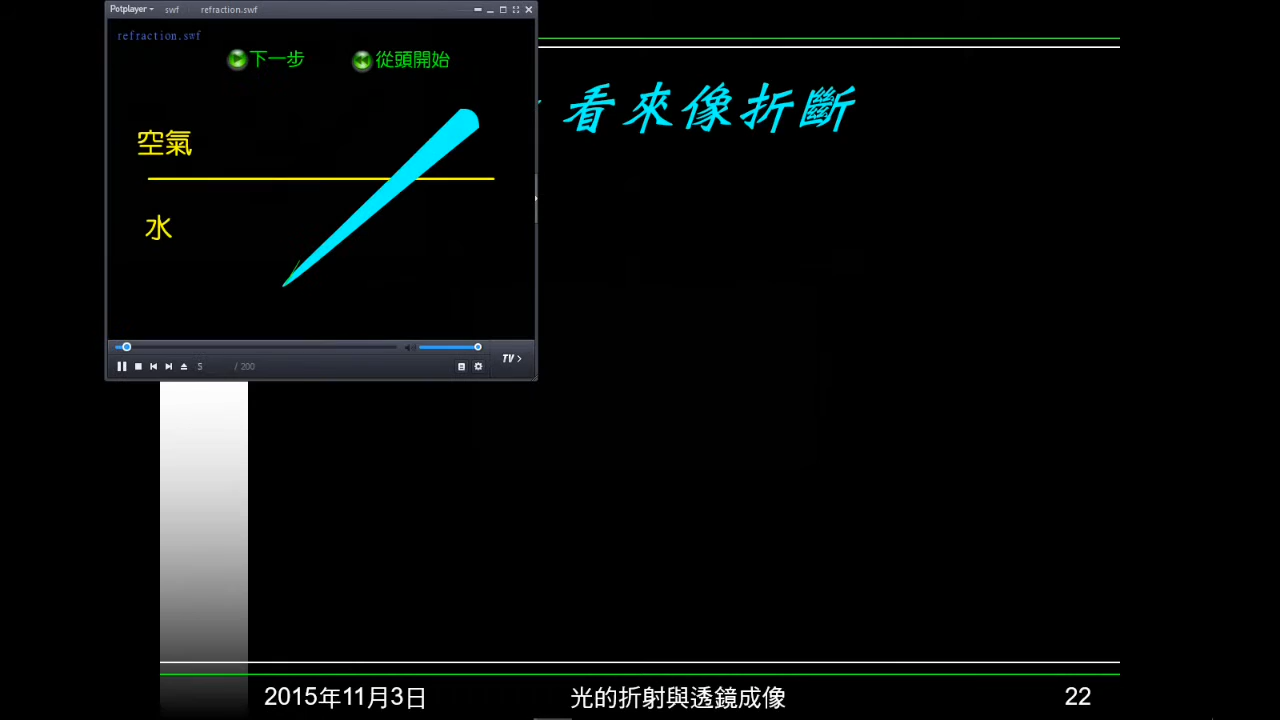 Potplayer swf refraction.swf
refraction.swf
下一步 從頭開始
看來像折斷
空氣
水
TV
5 / 200
2015年11月3日 光的折射與透鏡成像 22